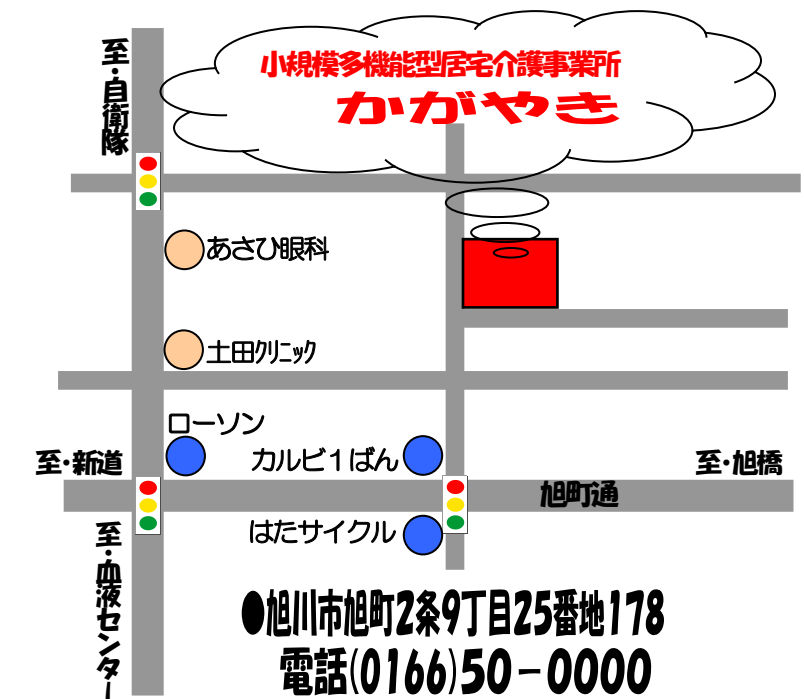 至・自衛隊
小規模多機能型居宅介護事業所
かがやき
あさひ眼科
土田ｸﾘﾆｯｸ
ローソン
至・新道
カルビ１ばん
至・旭橋
旭町通
はたサイクル
至・血液センター
●旭川市旭町2条9丁目25番地178
電話(0166)50－0000